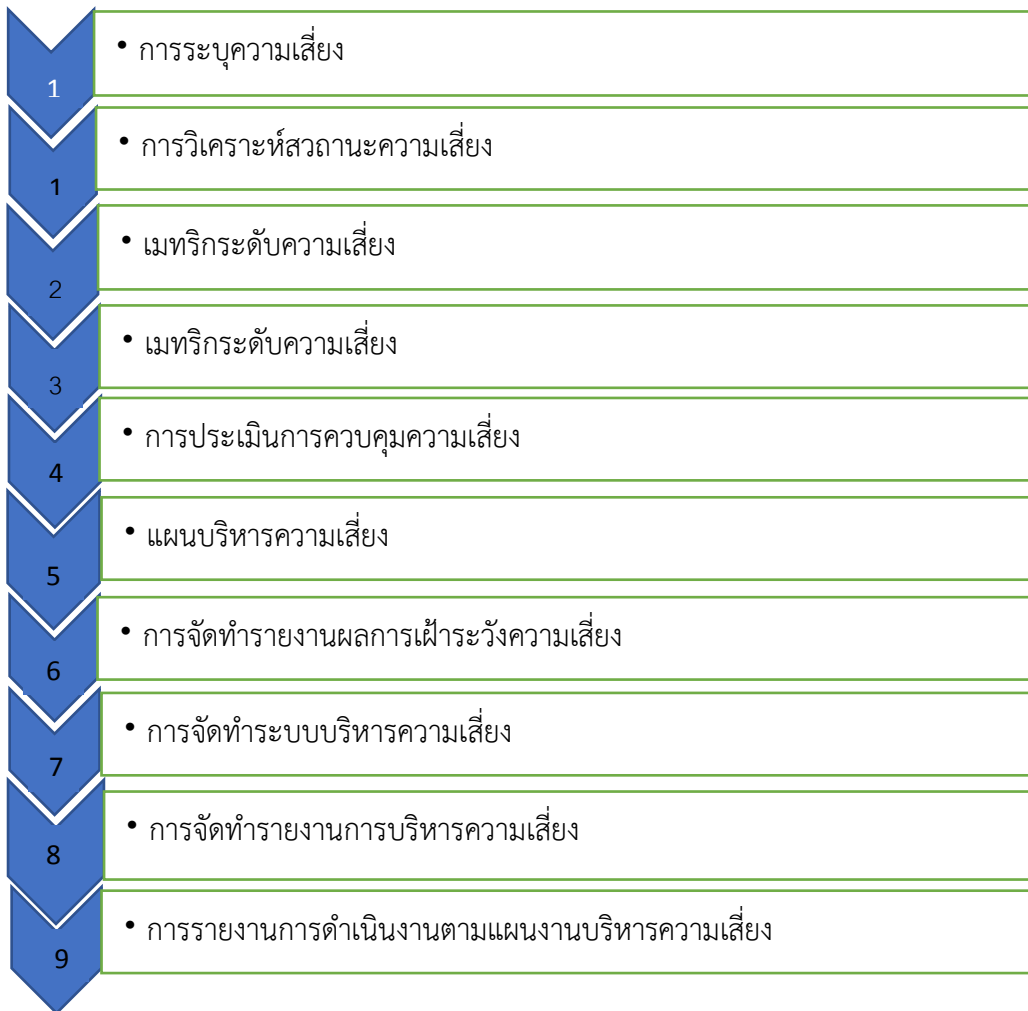 1
• การระบุความเสี่ยง
1
• การวิเคราะห์สวถานะความเสี่ยง
2
• เมทริกระดับความเสี่ยง
3
• เมทริกระดับความเสี่ยง
4
• การประเมินการควบคุมความเสี่ยง
5
• แผนบริหารความเสี่ยง
6
• การจัดทำรายงานผลการเฝ้าระวังความเสี่ยง
7
• การจัดทำระบบบริหารความเสี่ยง
8
• การจัดทำรายงานการบริหารความเสี่ยง
9
• การรายงานการดำเนินงานตามแผนงานบริหารความเสี่ยง